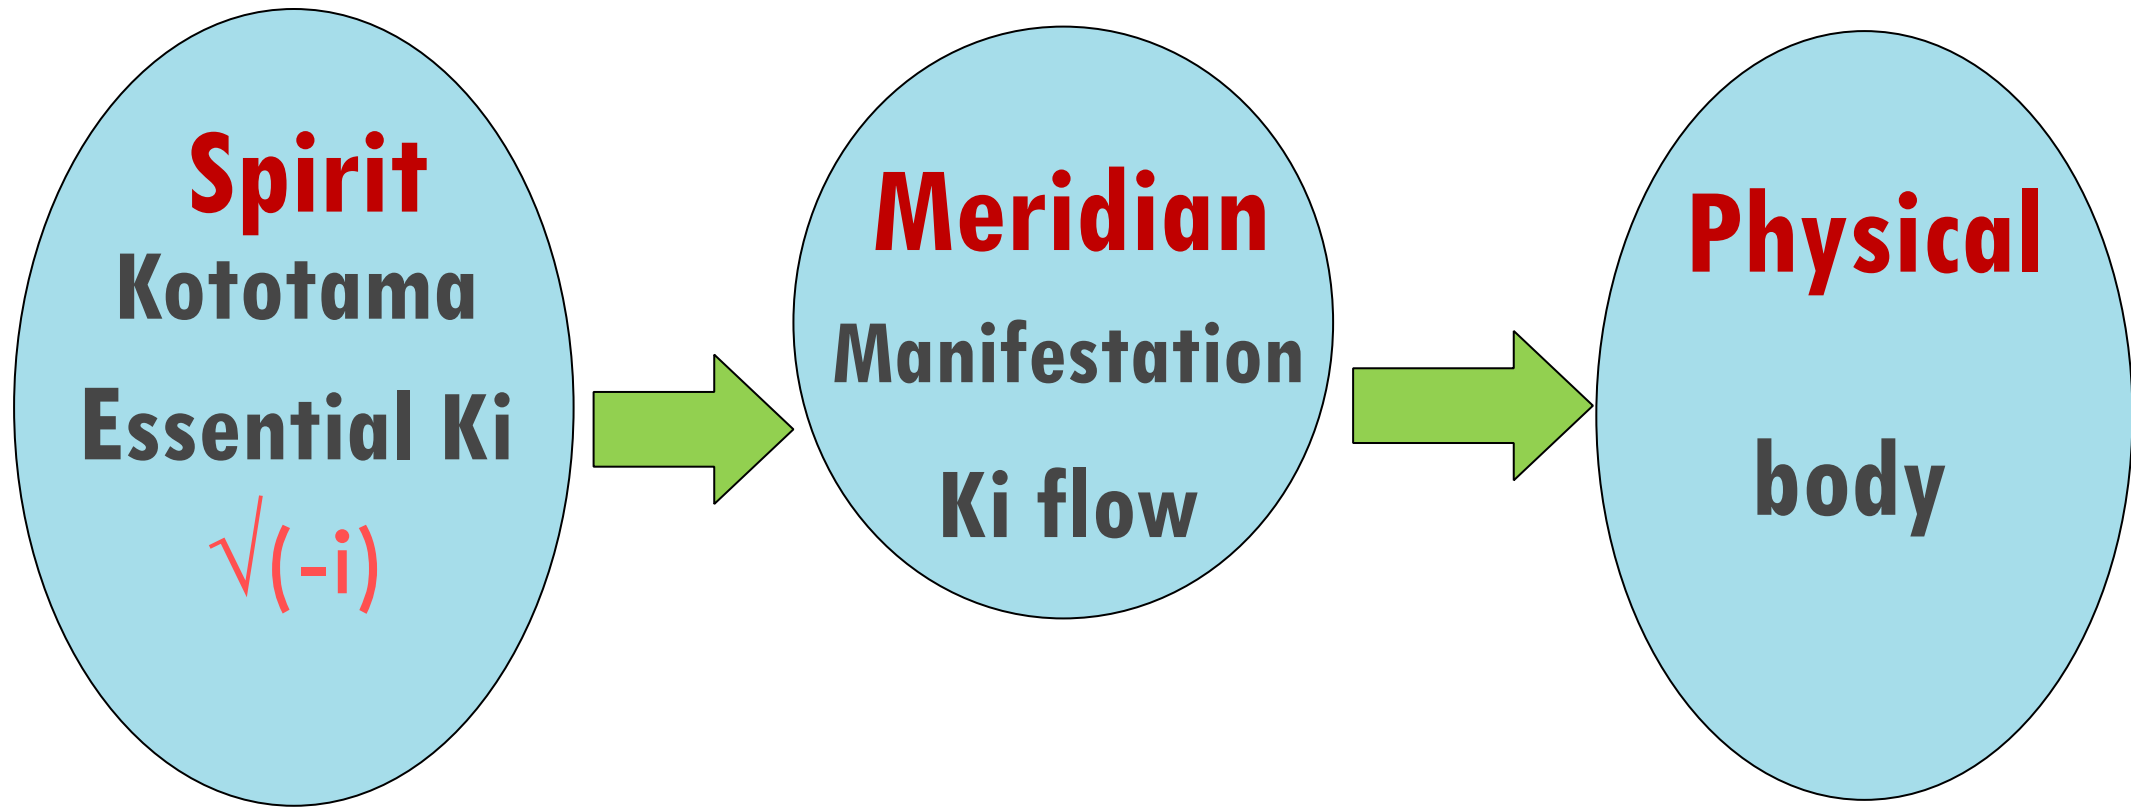 Spirit
Kototama
Essential Ki
√(-i)
Meridian
Manifestation
Ki flow
Physical
body